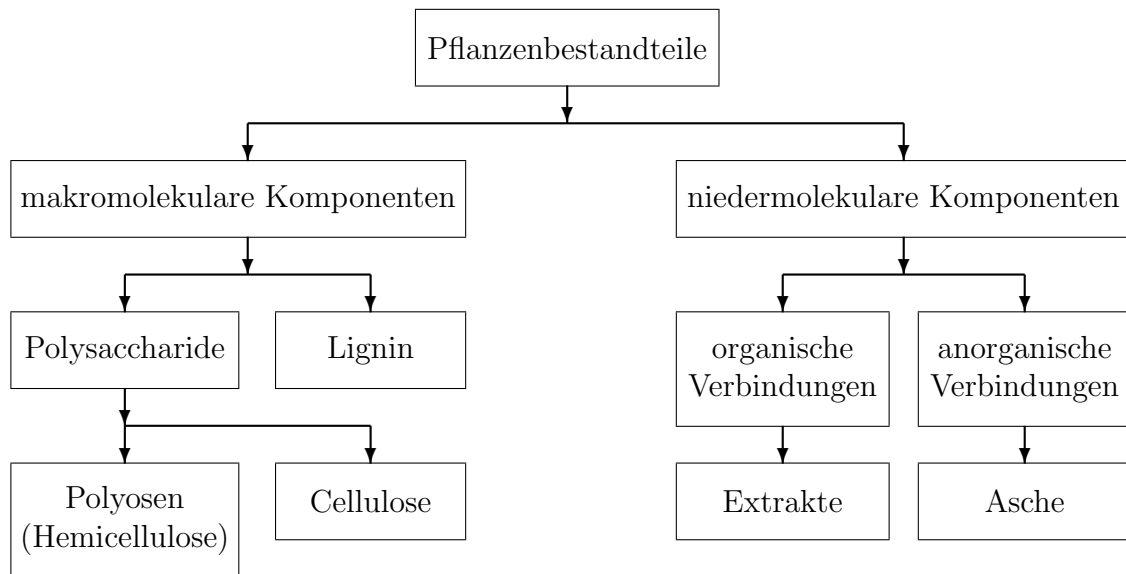 Pflanzenbestandteile
makromolekulare Komponenten
niedermolekulare Komponenten
Polysaccharide
Lignin
organische
Verbindungen
anorganische
Verbindungen
Polyosen
(Hemicellulose)
Cellulose
Extrakte
Asche